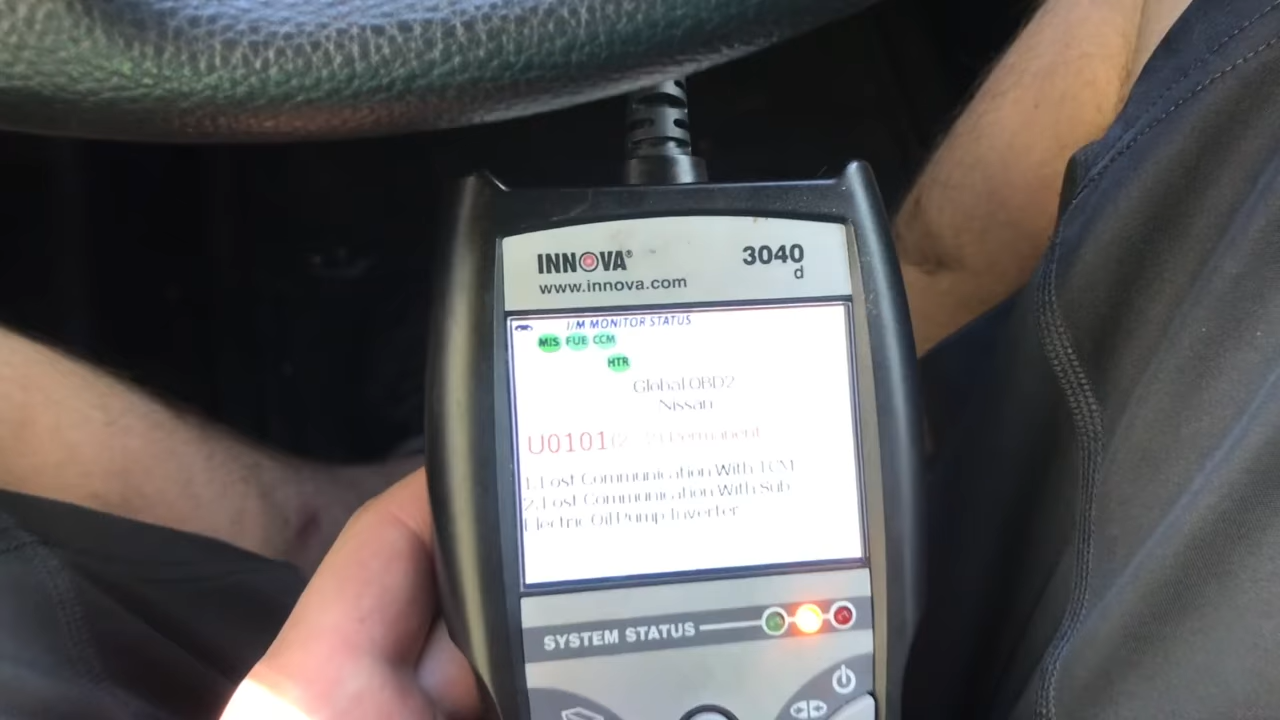 INNOVA®
3040
d
www.innova.com
I/M MONITOR STATUS
MIS FUE CCM
HTR
Global OBD2
Nissan
U0101 Permanent
1. Lost Communication With TCM
2. Lost Communication With Sub
Electric Oil Pump Inverter
SYSTEM STATUS